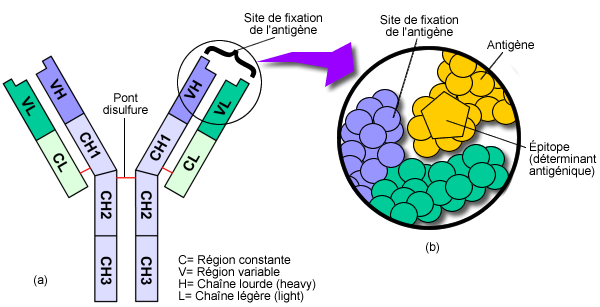 Site de fixation
de l'antigène
Site de fixation
de l'antigène
Antigène
VH
VL
VH
VL
Pont
disulfure
CH1
CL
CH1
CL
Épitope
(déterminant
antigénique)
CH2
CH2
(b)
C= Région constante
V= Région variable
H= Chaîne lourde (heavy)
L= Chaîne légère (light)
(a)
CH3
CH3